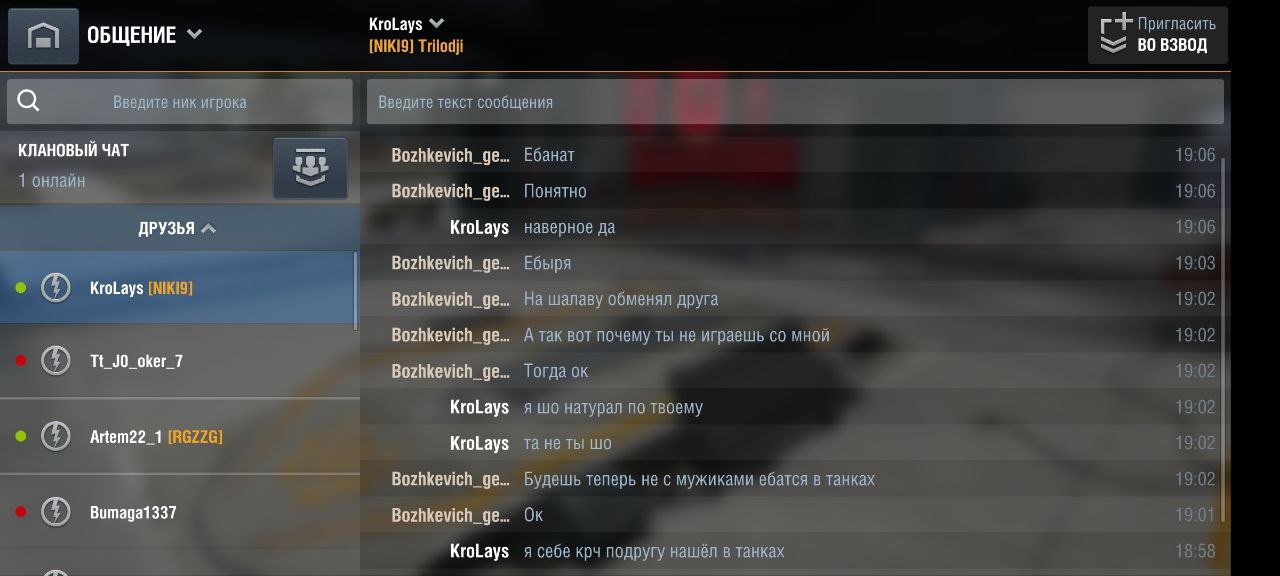 ОБЩЕНИЕ
KroLays
[NIKI9] Trilodji
Пригласить
ВО ВЗВОД
Введите ник игрока
Введите текст сообщения
КЛАНОВЫЙ ЧАТ
1 онлайн
ДРУЗЬЯ
KroLays [NIKI9]
Tt_J0_oker_7
Artem22_1 [RGZZG]
Bumaga1337
Bozhkevich_ge... Ебанат 19:06
Bozhkevich_ge... Понятно 19:06
KroLays наверное да 19:06
Bozhkevich_ge... Ебыря 19:03
Bozhkevich_ge... На шалаву обменял друга 19:02
Bozhkevich_ge... А так вот почему ты не играешь со мной 19:02
Bozhkevich_ge... Тогда ок 19:02
KroLays я шо натурал по твоему 19:02
KroLays та не ты шо 19:02
Bozhkevich_ge... Будешь теперь не с мужиками ебатся в танках 19:02
Bozhkevich_ge... Ок 19:01
KroLays я себе крч подругу нашёл в танках 18:58